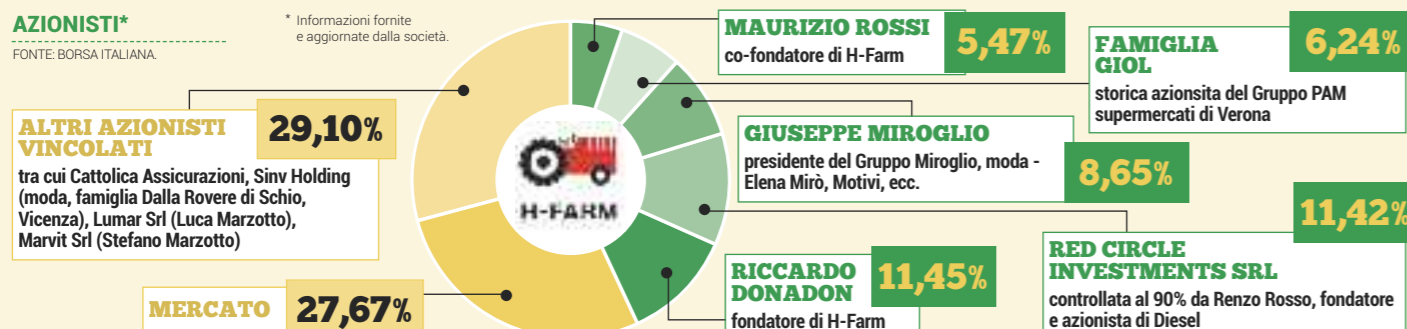 AZIONISTI*
FONTE: BORSA ITALIANA.
* Informazioni fornite
e aggiornate dalla società.
MAURIZIO ROSSI
co-fondatore di H-Farm
5,47%
FAMIGLIA
GIOL
6,24%
storica azionsita del Gruppo PAM
supermercati di Verona
ALTRI AZIONISTI
VINCOLATI
29,10%
tra cui Cattolica Assicurazioni, Sinv Holding
(moda, famiglia Dalla Rovere di Schio,
Vicenza), Lumar Srl (Luca Marzotto),
Marvit Srl (Stefano Marzotto)
H-FARM
GIUSEPPE MIROGLIO
presidente del Gruppo Miroglio, moda -
Elena Mirò, Motivi, ecc.
8,65%
11,42%
RED CIRCLE
INVESTMENTS SRL
controllata al 90% da Renzo Rosso, fondatore
e azionista di Diesel
RICCARDO
DONADON
11,45%
fondatore di H-Farm
MERCATO
27,67%